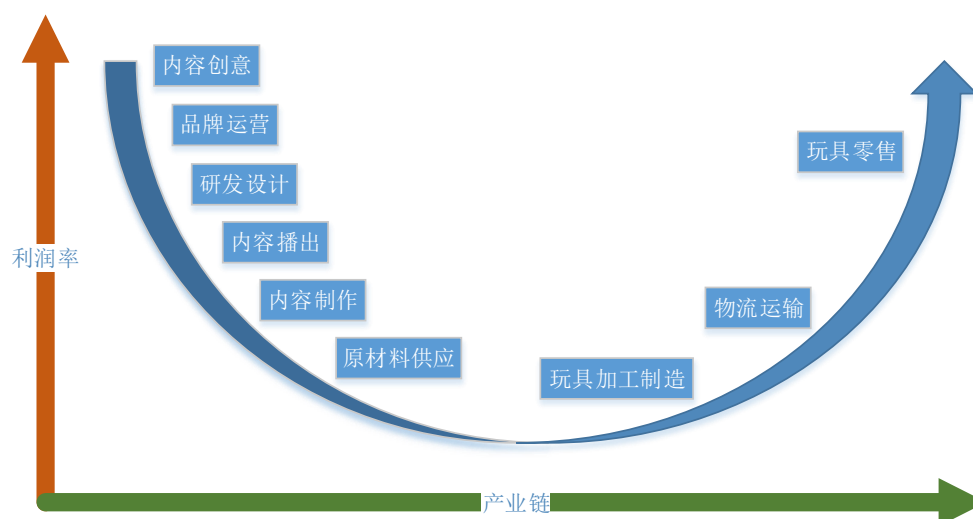 内容创意
品牌运营
玩具零售
研发设计
内容播出
利润率
内容制作
物流运输
原材料供应
玩具加工制造
产业链